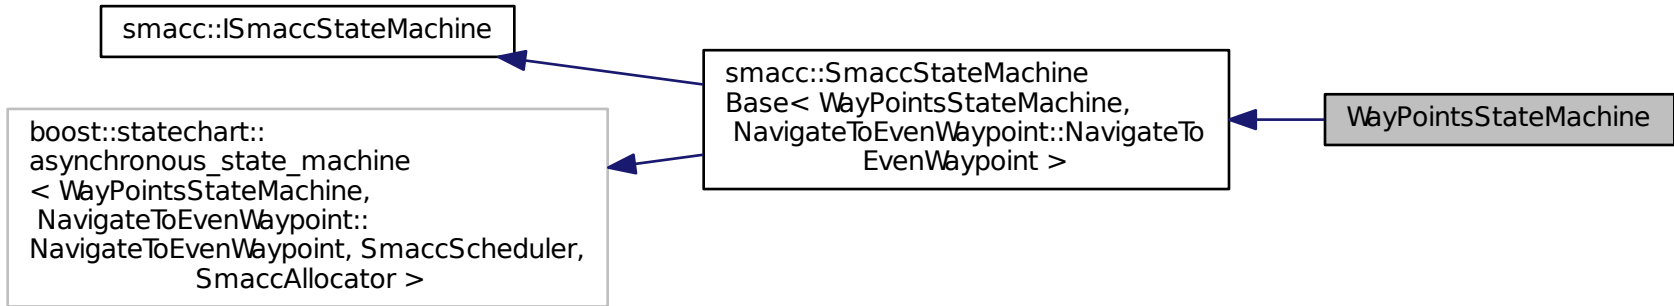 smacc::ISmaccStateMachine
boost::statechart::
asynchronous_state_machine
< WayPointsStateMachine,
NavigateToEvenWaypoint::
NavigateToEvenWaypoint, SmaccScheduler,
SmaccAllocator >
smacc::SmaccStateMachine
Base< WayPointsStateMachine,
NavigateToEvenWaypoint::NavigateTo
EvenWaypoint >
WayPointsStateMachine